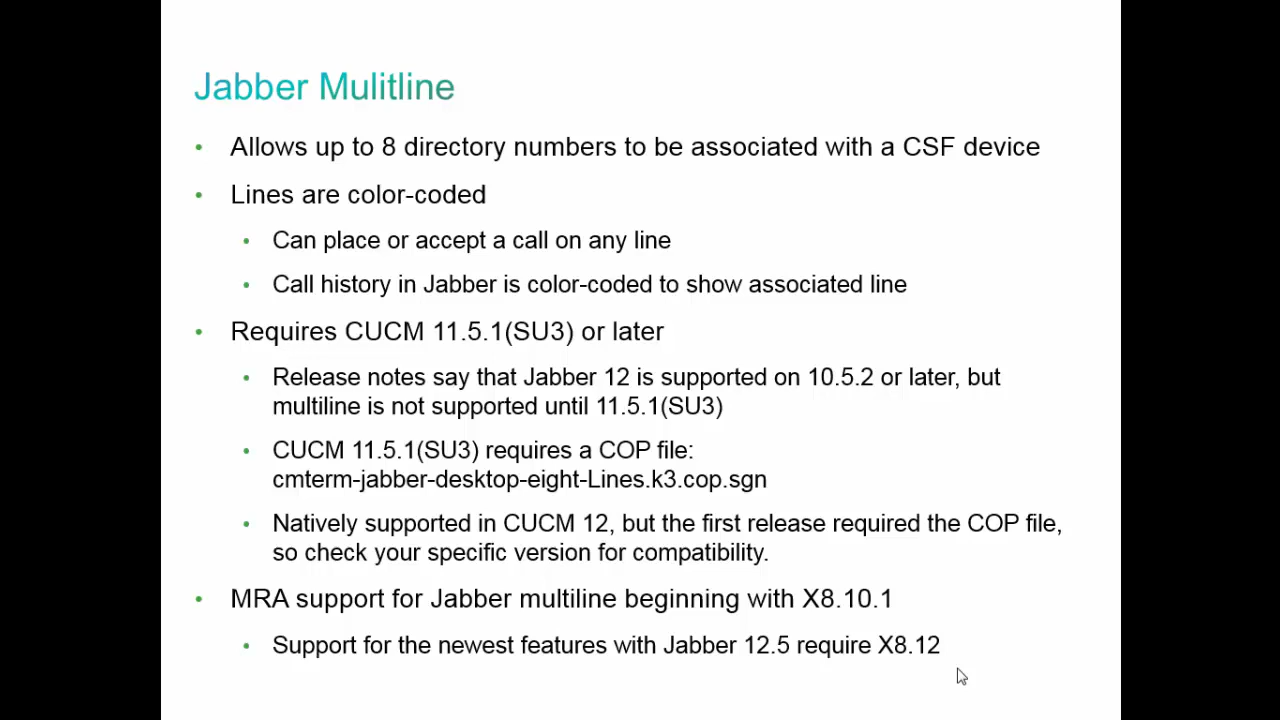 Jabber Mulitline
• Allows up to 8 directory numbers to be associated with a CSF device
• Lines are color-coded
• Can place or accept a call on any line
• Call history in Jabber is color-coded to show associated line
• Requires CUCM 11.5.1(SU3) or later
• Release notes say that Jabber 12 is supported on 10.5.2 or later, but
multiline is not supported until 11.5.1(SU3)
• CUCM 11.5.1(SU3) requires a COP file:
cmterm-jabber-desktop-eight-Lines.k3.cop.sgn
• Natively supported in CUCM 12, but the first release required the COP file,
so check your specific version for compatibility.
• MRA support for Jabber multiline beginning with X8.10.1
• Support for the newest features with Jabber 12.5 require X8.12